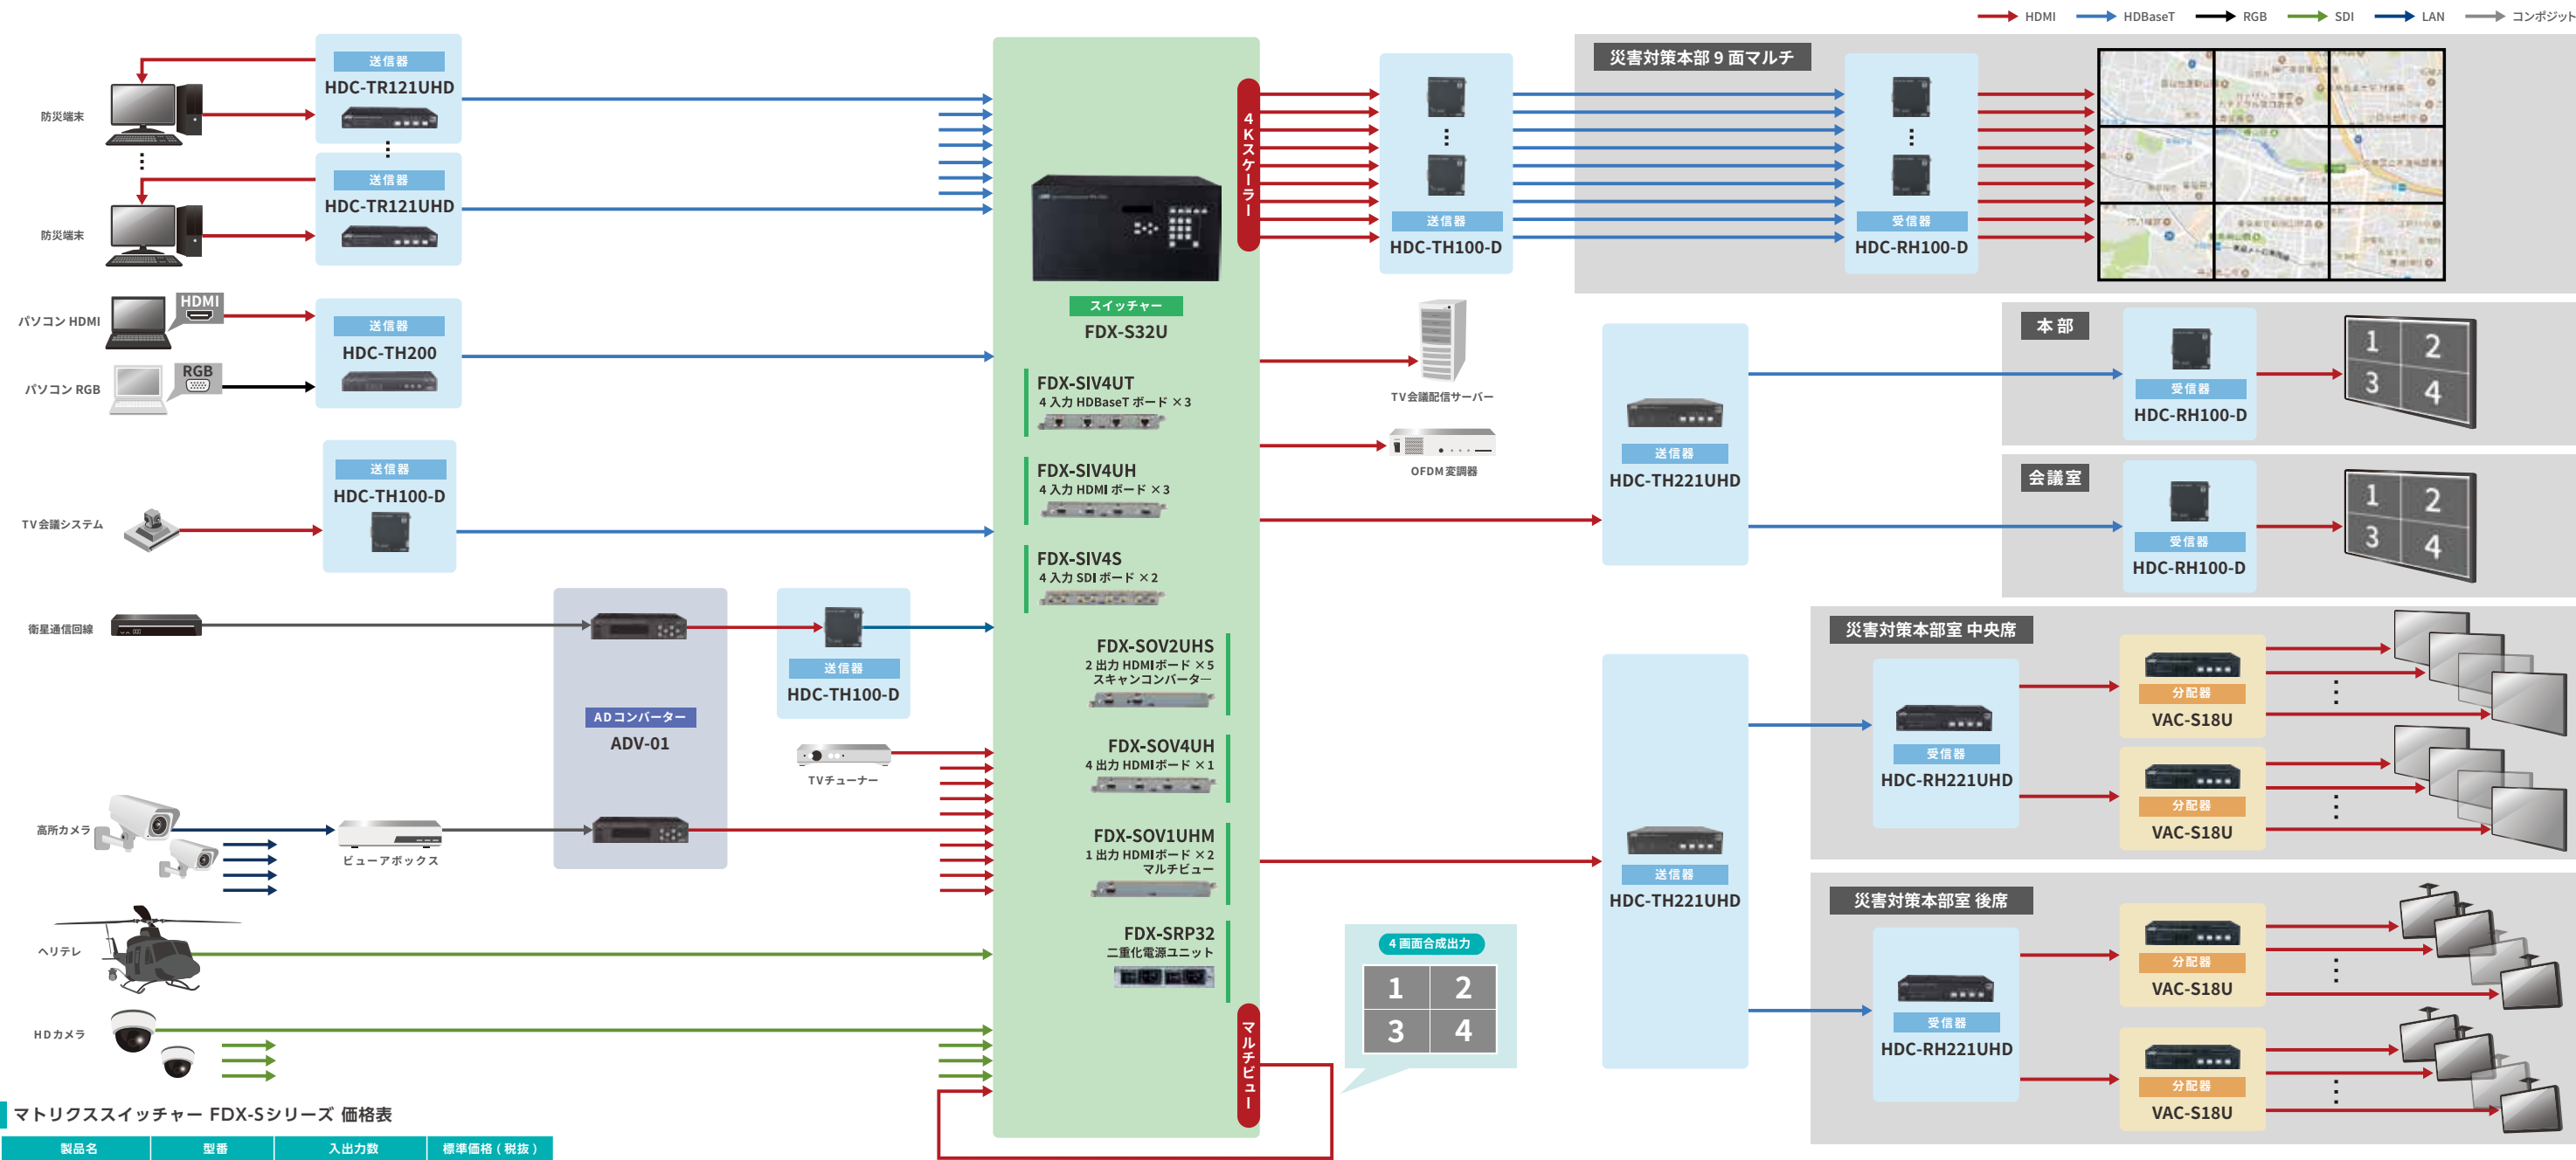 HDMI HDBaseT RGB SDI LAN コンポジット
防災端末
送信器
HDC-TR121UHD
防災端末
送信器
HDC-TR121UHD
パソコン HDMI
HDMI
パソコン RGB
RGB
送信器
HDC-TH200
TV会議システム
送信器
HDC-TH100-D
衛星通信回線
ADコンバーター
ADV-01
送信器
HDC-TH100-D
TVチューナー
高所カメラ
ビューアボックス
ヘリテレ
HDカメラ
4Kスケーラー
スイッチャー
FDX-S32U
FDX-SIV4UT
4 入力 HDBaseT ボード ×3
FDX-SIV4UH
4 入力 HDMI ボード ×3
FDX-SIV4S
4 入力 SDI ボード ×2
FDX-SOV2UHS
2 出力 HDMIボード ×5
スキャンコンバーター
FDX-SOV4UH
4 出力 HDMIボード ×1
FDX-SOV1UHM
1 出力 HDMIボード ×2
マルチビュー
FDX-SRP32
二重化電源ユニット
マルチビュー
送信器
HDC-TH100-D
災害対策本部 9 面マルチ
受信器
HDC-RH100-D
TV会議配信サーバー
OFDM変調器
送信器
HDC-TH221UHD
本部
受信器
HDC-RH100-D
1 2
3 4
会議室
受信器
HDC-RH100-D
1 2
3 4
4 画面合成出力
1 2
3 4
送信器
HDC-TH221UHD
災害対策本部室 中央席
受信器
HDC-RH221UHD
分配器
VAC-S18U
分配器
VAC-S18U
災害対策本部室 後席
受信器
HDC-RH221UHD
分配器
VAC-S18U
分配器
VAC-S18U
マトリクススイッチャー FDX-Sシリーズ 価格表
製品名 型番 入出力数 標準価格 ( 税抜 )